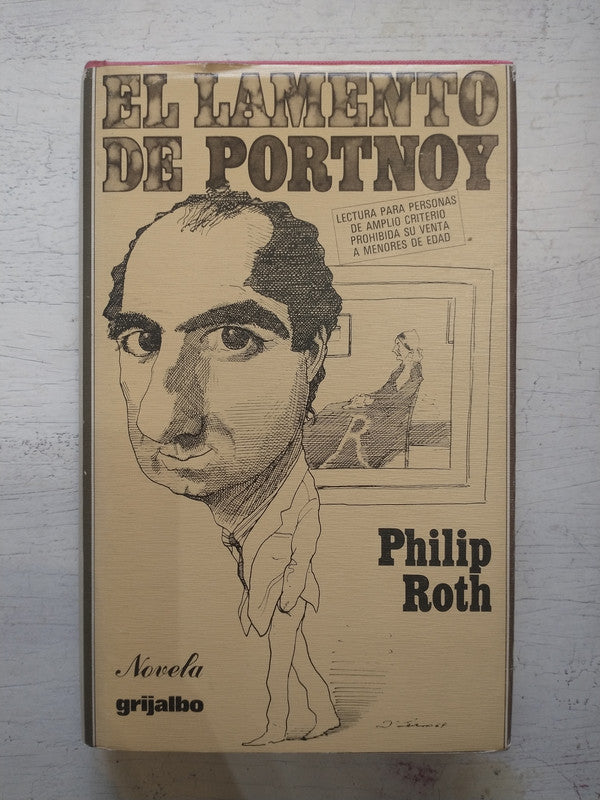 EL LAMENTO
DE PORTNOY
LECTURA PARA PERSONAS
DE AMPLIO CRITERIO
PROHIBIDA SU VENTA
A MENORES DE EDAD
Philip
Roth
Novela
grijalbo